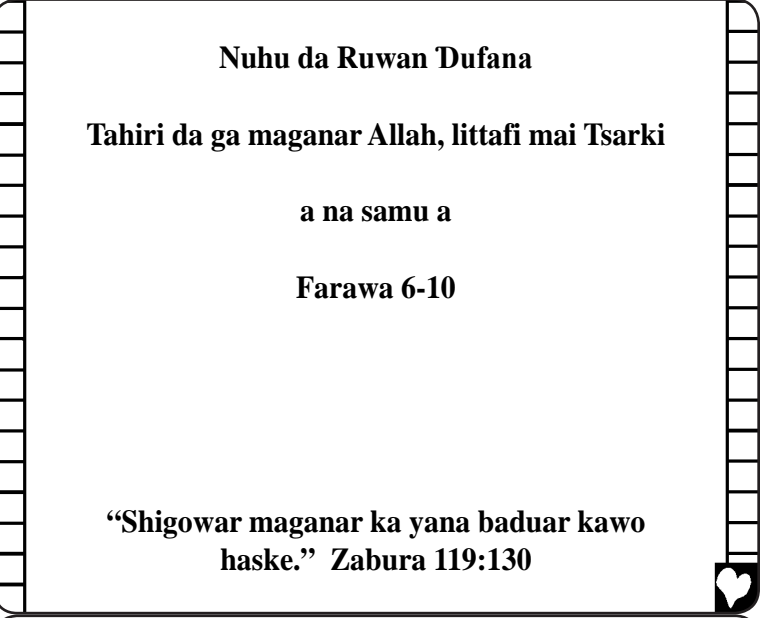 Nuhu da Ruwan Ɗufana
Tahiri da ga maganar Allah, littafi mai Tsarki
a na samu a
Farawa 6-10
“Shigowar maganar ka yana baduar kawo
haske.” Zabura 119:130